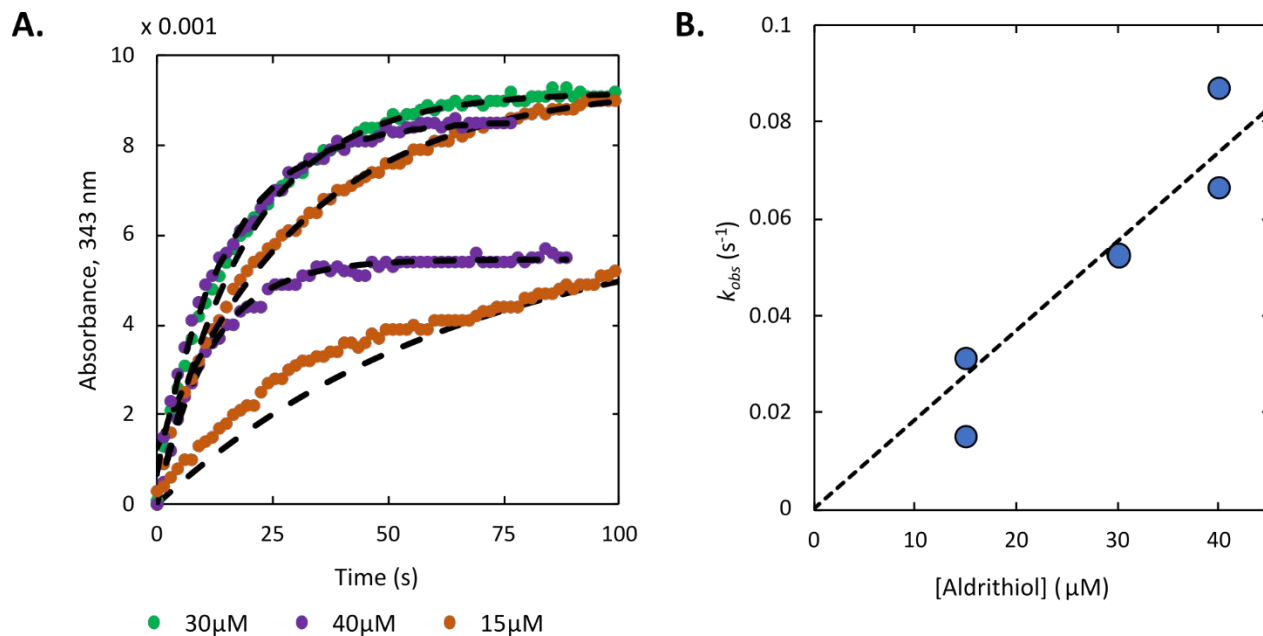 A.
x 0.001
10
8
6
4
2
0
0 25 50 75 100
Absorbance, 343 nm
Time (s)
30µM 40µM 15µM
B.
0.1
0.08
0.06
0.04
0.02
0
0 10 20 30 40
kobs (s-1)
[Aldrithiol] (µM)